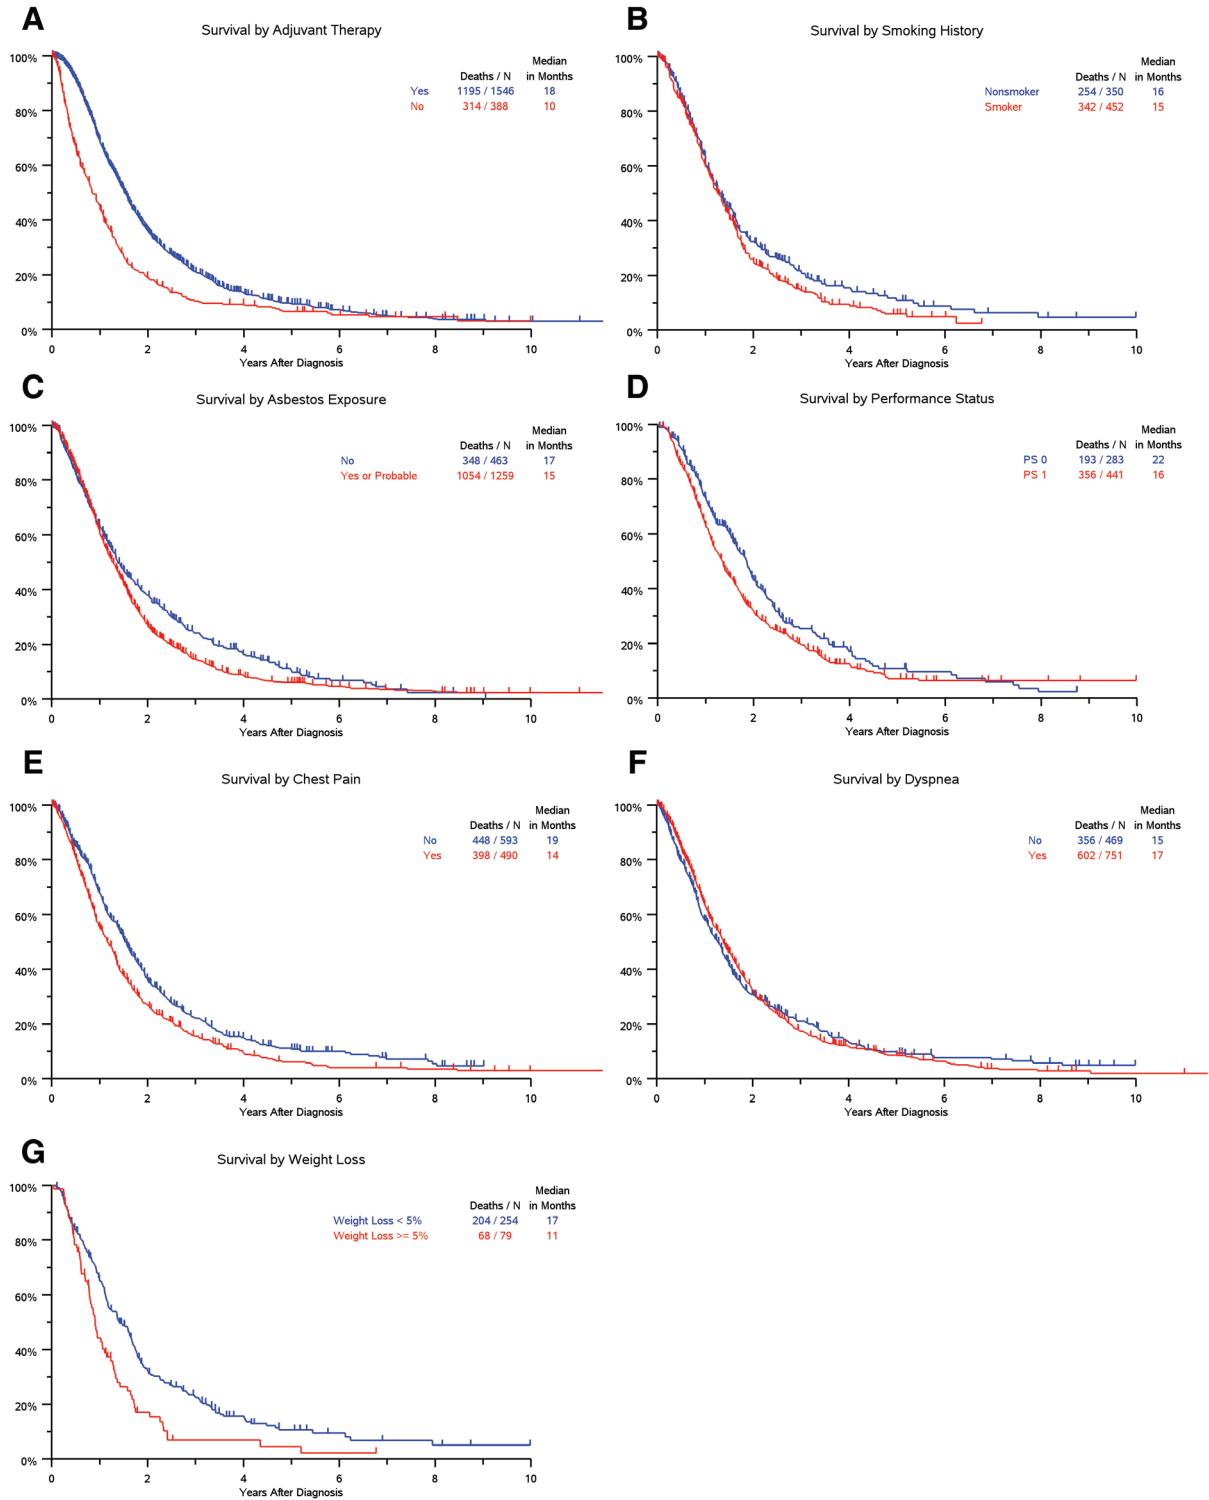 A
Survival by Adjuvant Therapy
Median
Deaths / N in Months
Yes 1195 / 1546 18
No 314 / 388 10
100%
80%
60%
40%
20%
0%
0 2 4 6 8 10
Years After Diagnosis
B
Survival by Smoking History
Median
Deaths / N in Months
Nonsmoker 254 / 350 16
Smoker 342 / 452 15
100%
80%
60%
40%
20%
0%
0 2 4 6 8 10
Years After Diagnosis
C
Survival by Asbestos Exposure
Median
Deaths / N in Months
No 348 / 463 17
Yes or Probable 1054 / 1259 15
100%
80%
60%
40%
20%
0%
0 2 4 6 8 10
Years After Diagnosis
D
Survival by Performance Status
Median
Deaths / N in Months
PS 0 193 / 283 22
PS 1 356 / 441 16
100%
80%
60%
40%
20%
0%
0 2 4 6 8 10
Years After Diagnosis
E
Survival by Chest Pain
Median
Deaths / N in Months
No 448 / 593 19
Yes 398 / 490 14
100%
80%
60%
40%
20%
0%
0 2 4 6 8 10
Years After Diagnosis
F
Survival by Dyspnea
Median
Deaths / N in Months
No 356 / 469 15
Yes 602 / 751 17
100%
80%
60%
40%
20%
0%
0 2 4 6 8 10
Years After Diagnosis
G
Survival by Weight Loss
Median
Deaths / N in Months
Weight Loss < 5% 204 / 254 17
Weight Loss >= 5% 68 / 79 11
100%
80%
60%
40%
20%
0%
0 2 4 6 8 10
Years After Diagnosis